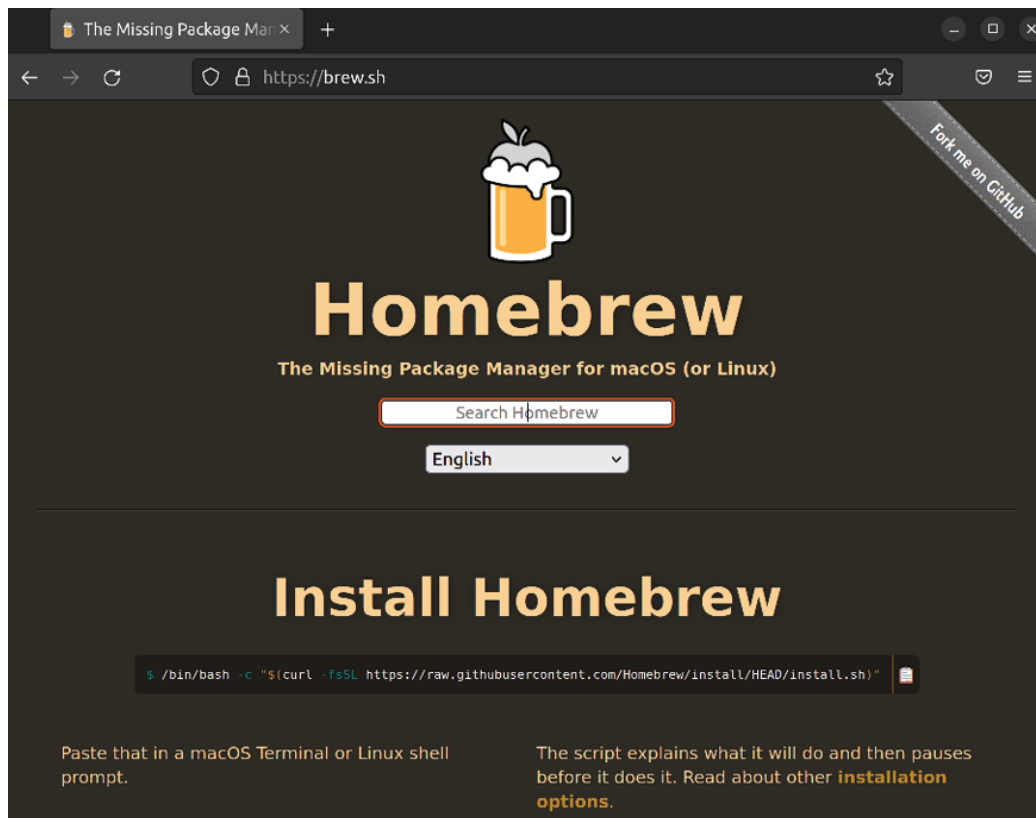 The Missing Package Man
https://brew.sh
Fork me on GitHub
Homebrew
The Missing Package Manager for macOS (or Linux)
Search Homebrew
English
Install Homebrew
$ /bin/bash -c "$(curl -fs5L https://raw.githubusercontent.com/Homebrew/install/HEAD/install.sh)"
Paste that in a macOS Terminal or Linux shell
prompt.
The script explains what it will do and then pauses
before it does it. Read about other installation
options.